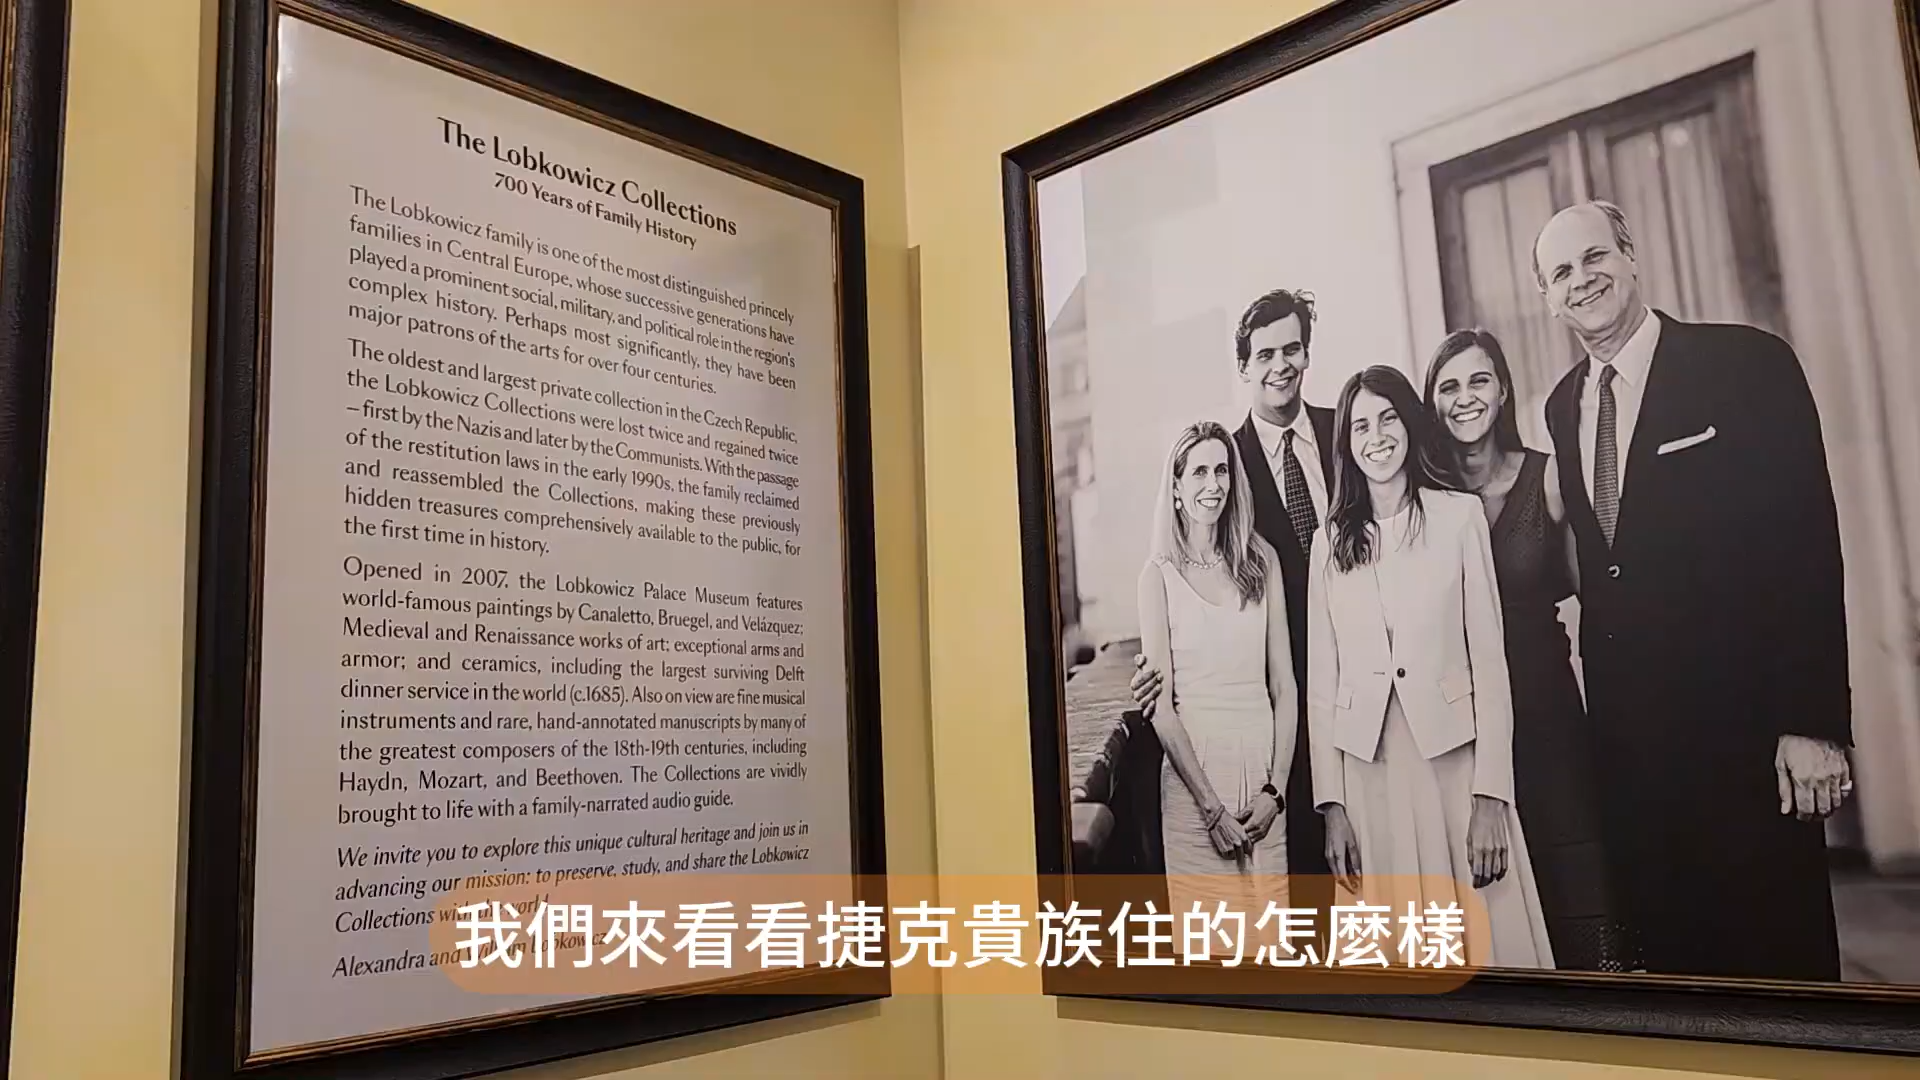 The Lobkowicz Collections
700 Years of Family History
The Lobkowicz family is one of the most distinguished princely
families in Central Europe, whose successive generations have
played a prominent social, military, and political role in the region's
complex history. Perhaps most significantly, they have been
major patrons of the arts for over four centuries.
The oldest and largest private collection in the Czech Republic,
the Lobkowicz Collections were lost twice and regained twice
– first by the Nazis and later by the Communists. With the passage
of the restitution laws in the early 1990s, the family reclaimed
and reassembled the Collections, making these previously
hidden treasures comprehensively available to the public, for
the first time in history.
Opened in 2007, the Lobkowicz Palace Museum features
world-famous paintings by Canaletto, Bruegel, and Velázquez;
Medieval and Renaissance works of art; exceptional arms and
armor; and ceramics, including the largest surviving Delft
dinner service in the world (c.1685). Also on view are fine musical
instruments and rare, hand-annotated manuscripts by many of
the greatest composers of the 18th-19th centuries, including
Haydn, Mozart, and Beethoven. The Collections are vividly
brought to life with a family-narrated audio guide.
We invite you to explore this unique cultural heritage and join us in
advancing our mission: to preserve, study, and share the Lobkowicz
Collections with the world.
Alexandra and William Lobkowicz
我們來看看捷克貴族住的怎麼樣